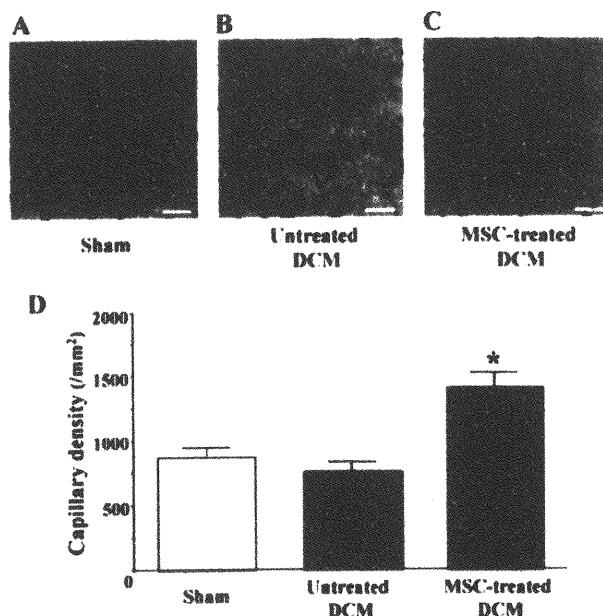 A
B
C
Sham
Untreated
DCM
MSC-treated
DCM
D
Capillary density (/mm²)
2000
1500
1000
500
0
*
Sham
Untreated
DCM
MSC-treated
DCM